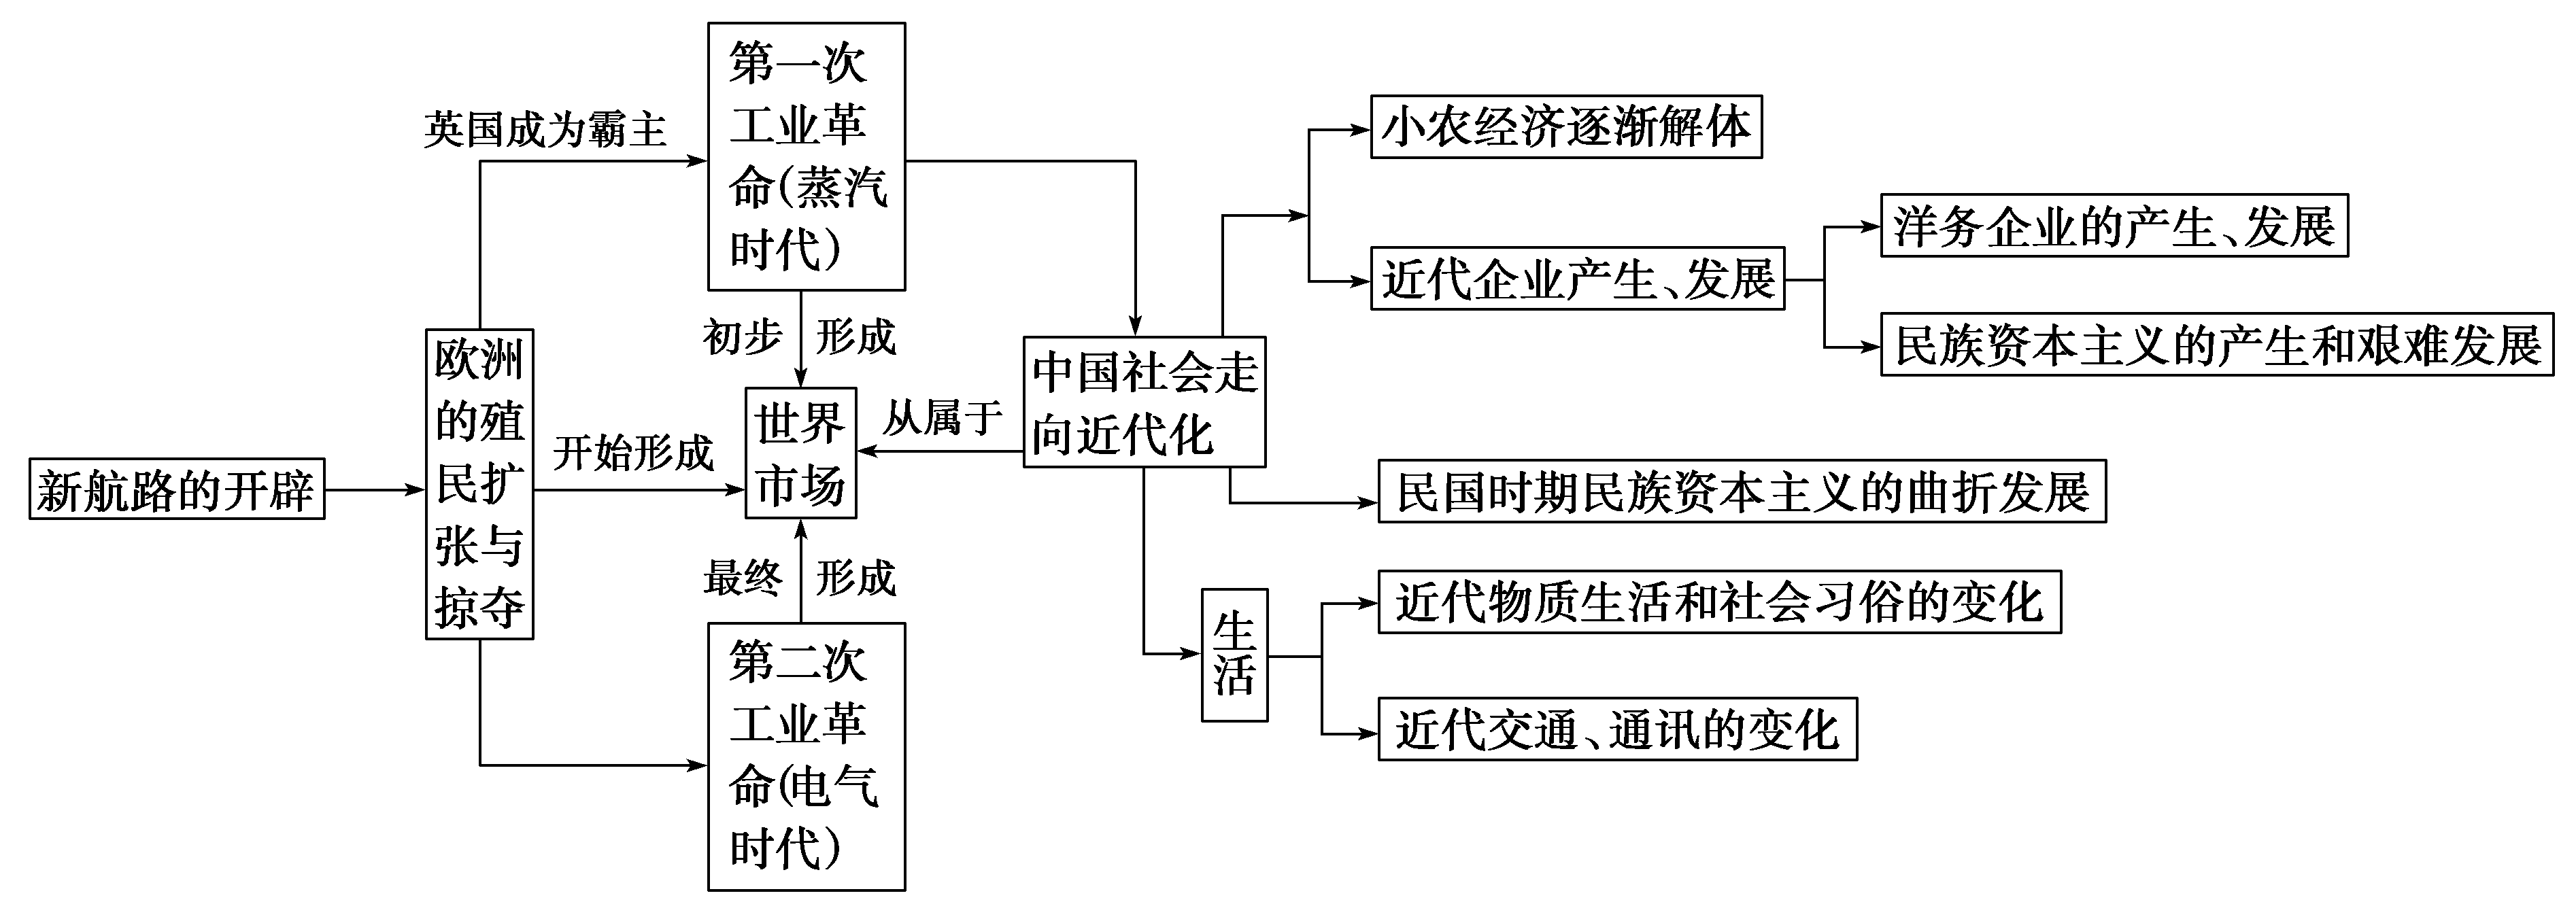 新航路的开辟
欧洲
的殖
民扩
张与
掠夺
英国成为霸主
第一次
工业革
命(蒸汽
时代)
初步 形成
开始形成
世界
市场
最终 形成
第二次
工业革
命(电气
时代)
从属于
中国社会走
向近代化
小农经济逐渐解体
近代企业产生、发展
洋务企业的产生、发展
民族资本主义的产生和艰难发展
民国时期民族资本主义的曲折发展
生
活
近代物质生活和社会习俗的变化
近代交通、通讯的变化